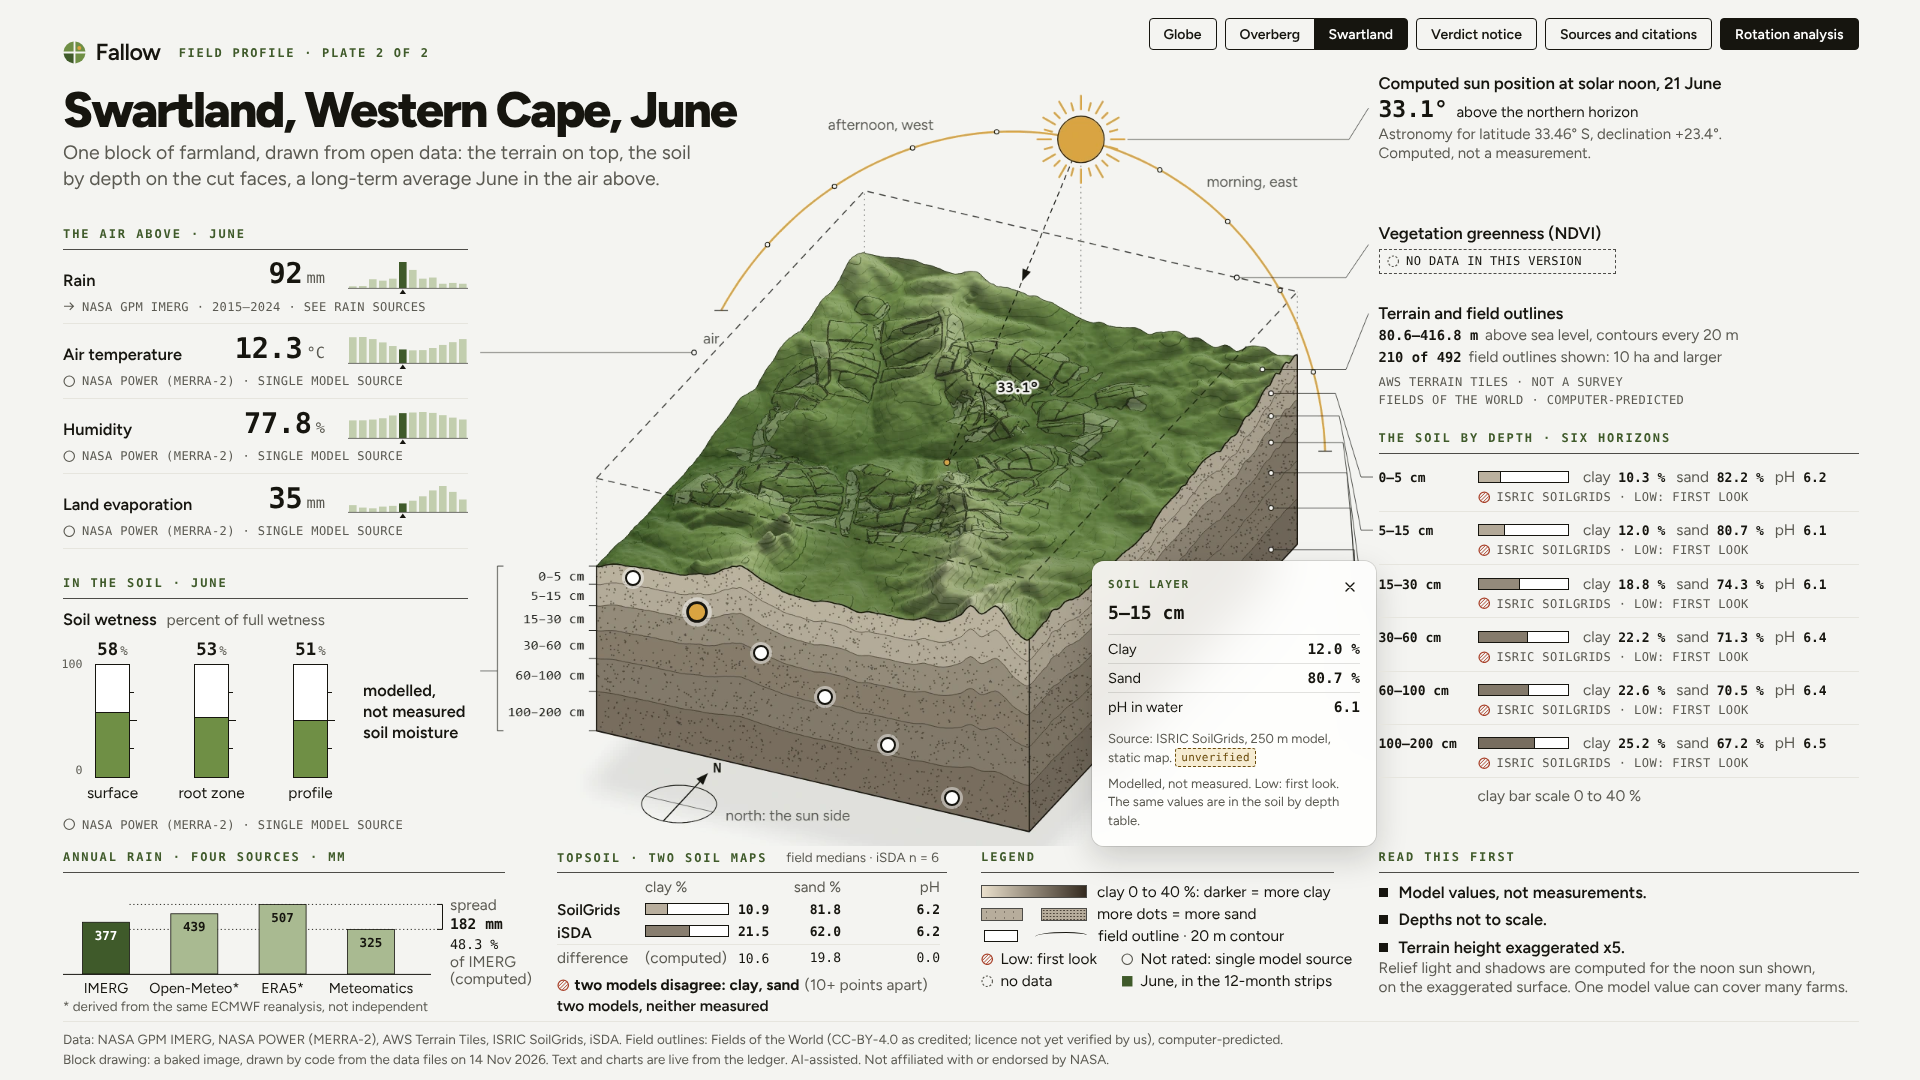 Globe
Overberg
Swartland
Verdict notice
Sources and citations
Rotation analysis
Fallow
FIELD PROFILE · PLATE 2 OF 2
Swartland, Western Cape, June
One block of farmland, drawn from open data: the terrain on top, the soil
by depth on the cut faces, a long-term average June in the air above.
THE AIR ABOVE · JUNE
Rain 92 mm
→ NASA GPM IMERG · 2015–2024 · SEE RAIN SOURCES
Air temperature 12.3 °C
NASA POWER (MERRA-2) · SINGLE MODEL SOURCE
Humidity 77.8 %
NASA POWER (MERRA-2) · SINGLE MODEL SOURCE
Land evaporation 35 mm
NASA POWER (MERRA-2) · SINGLE MODEL SOURCE
IN THE SOIL · JUNE
Soil wetness percent of full wetness
58 % 53 % 51 %
100
0
surface root zone profile
modelled,
not measured
soil moisture
NASA POWER (MERRA-2) · SINGLE MODEL SOURCE
afternoon, west
morning, east
air
33.1°
0–5 cm
5–15 cm
15–30 cm
30–60 cm
60–100 cm
100–200 cm
N
north: the sun side
SOIL LAYER
5–15 cm
Clay 12.0 %
Sand 80.7 %
pH in water 6.1
Source: ISRIC SoilGrids, 250 m model,
static map. unverified
Modelled, not measured. Low: first look.
The same values are in the soil by depth
table.
Computed sun position at solar noon, 21 June
33.1° above the northern horizon
Astronomy for latitude 33.46° S, declination +23.4°.
Computed, not a measurement.
Vegetation greenness (NDVI)
NO DATA IN THIS VERSION
Terrain and field outlines
80.6–416.8 m above sea level, contours every 20 m
210 of 492 field outlines shown: 10 ha and larger
AWS TERRAIN TILES · NOT A SURVEY
FIELDS OF THE WORLD · COMPUTER-PREDICTED
THE SOIL BY DEPTH · SIX HORIZONS
0–5 cm clay 10.3 % sand 82.2 % pH 6.2
ISRIC SOILGRIDS · LOW: FIRST LOOK
5–15 cm clay 12.0 % sand 80.7 % pH 6.1
ISRIC SOILGRIDS · LOW: FIRST LOOK
15–30 cm clay 18.8 % sand 74.3 % pH 6.1
ISRIC SOILGRIDS · LOW: FIRST LOOK
30–60 cm clay 22.2 % sand 71.3 % pH 6.4
ISRIC SOILGRIDS · LOW: FIRST LOOK
60–100 cm clay 22.6 % sand 70.5 % pH 6.4
ISRIC SOILGRIDS · LOW: FIRST LOOK
100–200 cm clay 25.2 % sand 67.2 % pH 6.5
ISRIC SOILGRIDS · LOW: FIRST LOOK
clay bar scale 0 to 40 %
ANNUAL RAIN · FOUR SOURCES · MM
377 439 507 325
IMERG Open-Meteo* ERA5* Meteomatics
spread
182 mm
48.3 %
of IMERG
(computed)
* derived from the same ECMWF reanalysis, not independent
TOPSOIL · TWO SOIL MAPS field medians · iSDA n = 6
clay % sand % pH
SoilGrids 10.9 81.8 6.2
iSDA 21.5 62.0 6.2
difference (computed) 10.6 19.8 0.0
two models disagree: clay, sand (10+ points apart)
two models, neither measured
LEGEND
clay 0 to 40 %: darker = more clay
more dots = more sand
field outline · 20 m contour
Low: first look Not rated: single model source
no data June, in the 12-month strips
READ THIS FIRST
Model values, not measurements.
Depths not to scale.
Terrain height exaggerated x5.
Relief light and shadows are computed for the noon sun shown,
on the exaggerated surface. One model value can cover many farms.
Data: NASA GPM IMERG, NASA POWER (MERRA-2), AWS Terrain Tiles, ISRIC SoilGrids, iSDA. Field outlines: Fields of the World (CC-BY-4.0 as credited; licence not yet verified by us), computer-predicted.
Block drawing: a baked image, drawn by code from the data files on 14 Nov 2026. Text and charts are live from the ledger. AI-assisted. Not affiliated with or endorsed by NASA.